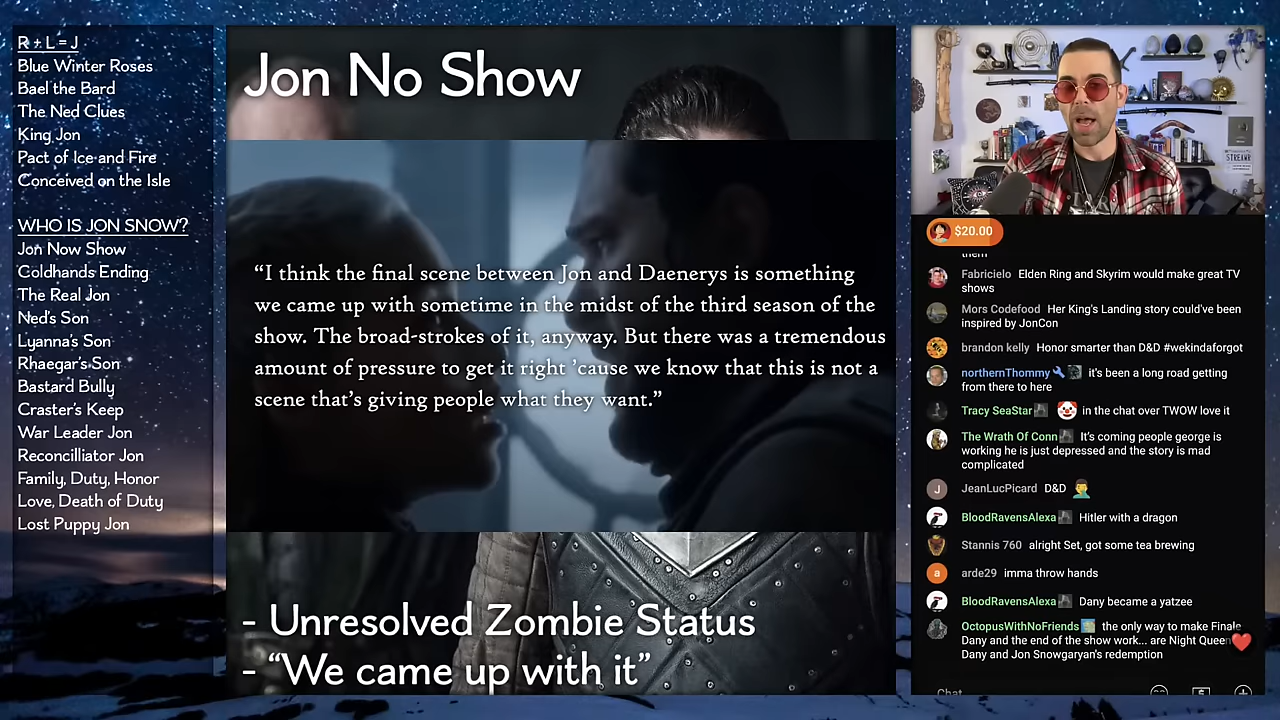 R + L = J
Blue Winter Roses
Bael the Bard
The Ned Clues
King Jon
Pact of Ice and Fire
Conceived on the Isle
WHO IS JON SNOW?
Jon Now Show
Coldhands Ending
The Real Jon
Ned's Son
Lyanna's Son
Rhaegar's Son
Bastard Bully
Craster's Keep
War Leader Jon
Reconcilliator Jon
Family, Duty, Honor
Love, Death of Duty
Lost Puppy Jon
Jon No Show
“I think the final scene between Jon and Daenerys is something
we came up with sometime in the midst of the third season of the
show. The broad-strokes of it, anyway. But there was a tremendous
amount of pressure to get it right ’cause we know that this is not a
scene that’s giving people what they want.”
- Unresolved Zombie Status
- “We came up with it”
STREAMR
$20.00
them
Fabricielo Elden Ring and Skyrim would make great TV
shows
Mors Codefood Her King's Landing story could've been
inspired by JonCon
brandon kelly Honor smarter than D&D #wekindaforgot
northernThommy it's been a long road getting
from there to here
Tracy SeaStar in the chat over TWOW love it
The Wrath Of Conn It's coming people george is
working he is just depressed and the story is mad
complicated
J
JeanLucPicard D&D
BloodRavensAlexa Hitler with a dragon
Stannis 760 alright Set, got some tea brewing
a
arde29 imma throw hands
BloodRavensAlexa Dany became a yatzee
OctopusWithNoFriends the only way to make Finale
Dany and the end of the show work... are Night Queen
Dany and Jon Snowgaryan's redemption
Chat